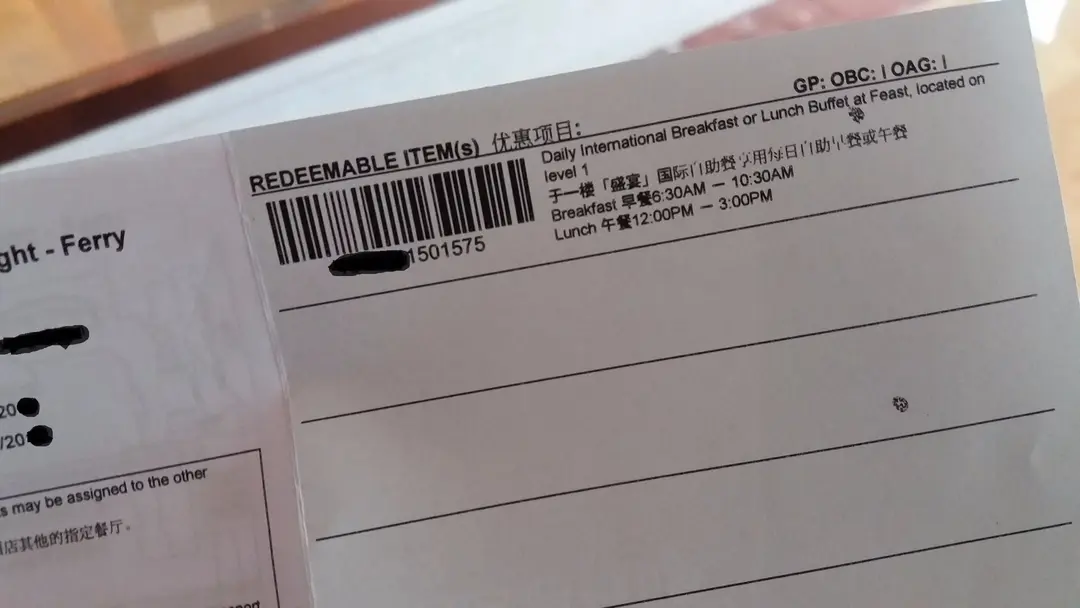 GP: OBC: | OAG: |
REDEEMABLE ITEM(s) 优惠项目:
Daily International Breakfast or Lunch Buffet at Feast, located on
level 1
于一楼「盛宴」国际自助餐享用每日自助早餐或午餐
Breakfast 早餐6:30AM － 10:30AM
Lunch 午餐12:00PM － 3:00PM
1501575
ght - Ferry
20
/20
s may be assigned to the other
店其他的指定餐厅。